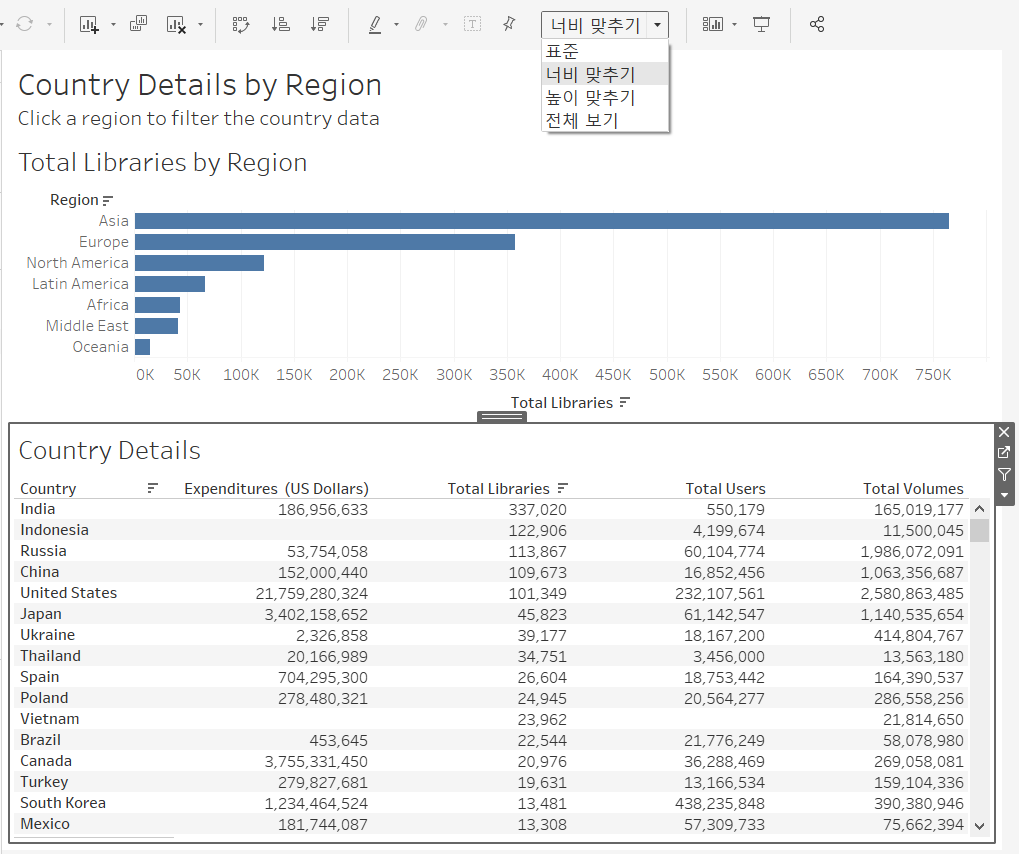 너비 맞추기
표준
너비 맞추기
높이 맞추기
전체 보기
Country Details by Region
Click a region to filter the country data
Total Libraries by Region
Region
Asia
Europe
North America
Latin America
Africa
Middle East
Oceania
0K 50K 100K 150K 200K 250K 300K 350K 400K 450K 500K 550K 600K 650K 700K 750K
Total Libraries
Country Details
Country Expenditures (US Dollars) Total Libraries Total Users Total Volumes
India 186,956,633 337,020 550,179 165,019,177
Indonesia 122,906 4,199,674 11,500,045
Russia 53,754,058 113,867 60,104,774 1,986,072,091
China 152,000,440 109,673 16,852,456 1,063,356,687
United States 21,759,280,324 101,349 232,107,561 2,580,863,485
Japan 3,402,158,652 45,823 61,142,547 1,140,535,654
Ukraine 2,326,858 39,177 18,167,200 414,804,767
Thailand 20,166,989 34,751 3,456,000 13,563,180
Spain 704,295,300 26,604 18,753,442 164,390,537
Poland 278,480,321 24,945 20,564,277 286,558,256
Vietnam 23,962 21,814,650
Brazil 453,645 22,544 21,776,249 58,078,980
Canada 3,755,331,450 20,976 36,288,469 269,058,081
Turkey 279,827,681 19,631 13,166,534 159,104,336
South Korea 1,234,464,524 13,481 438,235,848 390,380,946
Mexico 181,744,087 13,308 57,309,733 75,662,394